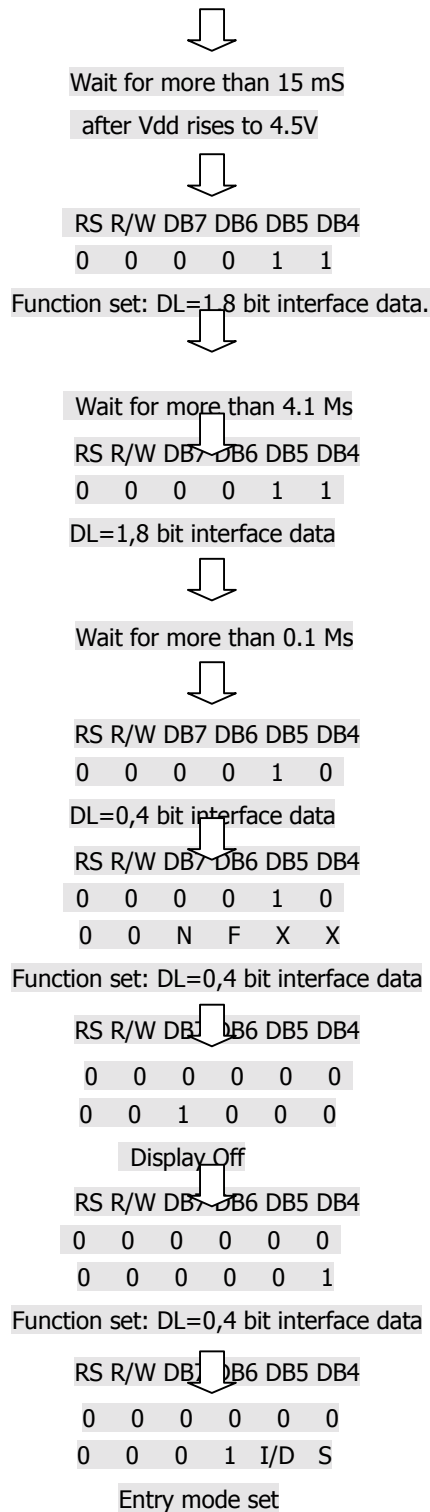 Wait for more than 15 mS
after Vdd rises to 4.5V
RS R/W DB7 DB6 DB5 DB4
0 0 0 0 1 1
Function set: DL=1,8 bit interface data.
Wait for more than 4.1 Ms
RS R/W DB7 DB6 DB5 DB4
0 0 0 0 1 1
DL=1,8 bit interface data
Wait for more than 0.1 Ms
RS R/W DB7 DB6 DB5 DB4
0 0 0 0 1 0
DL=0,4 bit interface data
RS R/W DB7 DB6 DB5 DB4
0 0 0 0 1 0
0 0 N F X X
Function set: DL=0,4 bit interface data
RS R/W DB7 DB6 DB5 DB4
0 0 0 0 0 0
0 0 1 0 0 0
Display Off
RS R/W DB7 DB6 DB5 DB4
0 0 0 0 0 0
0 0 0 0 0 1
Function set: DL=0,4 bit interface data
RS R/W DB7 DB6 DB5 DB4
0 0 0 0 0 0
0 0 0 1 I/D S
Entry mode set